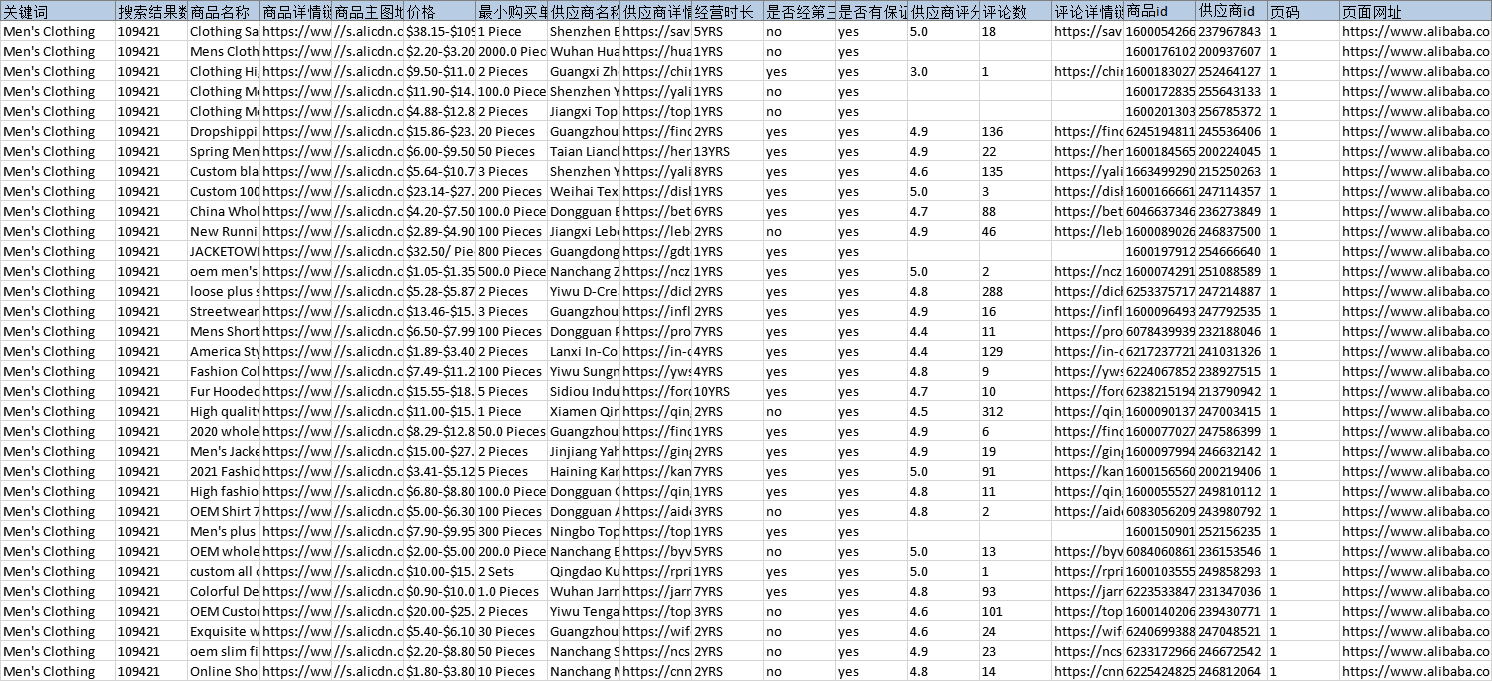 关键词 搜索结果数 商品名称 商品详情链 商品主图地 价格 最小购买单 供应商名称 供应商详情 经营时长 是否经第三 是否有保证 供应商评分 评论数 评论详情链 商品id 供应商id 页码 页面网址
Men's Clothing 109421 Clothing Sa https://ww //s.alicdn.c $38.15-$109 1 Piece Shenzhen E https://sav 5YRS no yes 5.0 18 https://sav 1600054266 237967843 1 https://www.alibaba.co
Men's Clothing 109421 Mens Cloth https://ww //s.alicdn.c $2.20-$3.20 2000.0 Piec Wuhan Hua https://hua 1YRS no yes 1600176102 200937607 1 https://www.alibaba.co
Men's Clothing 109421 Clothing Hi https://ww //s.alicdn.c $9.50-$11.0 2 Pieces Guangxi Zh https://chir 1YRS yes yes 3.0 1 https://chir 1600183027 252464127 1 https://www.alibaba.co
Men's Clothing 109421 Clothing Mo https://ww //s.alicdn.c $11.90-$14. 100.0 Piece Shenzhen Y https://yali 1YRS no yes 1600172835 255643133 1 https://www.alibaba.co
Men's Clothing 109421 Clothing Mo https://ww //s.alicdn.c $4.88-$12.8 2 Pieces Jiangxi Top https://top 1YRS no yes 1600201303 256785372 1 https://www.alibaba.co
Men's Clothing 109421 Dropshippi https://ww //s.alicdn.c $15.86-$23. 20 Pieces Guangzhou https://find 2YRS yes yes 4.9 136 https://find 6245194811 245536406 1 https://www.alibaba.co
Men's Clothing 109421 Spring Men https://ww //s.alicdn.c $6.00-$9.50 50 Pieces Taian Lianch https://her 13YRS yes yes 4.9 22 https://her 1600184565 200224045 1 https://www.alibaba.co
Men's Clothing 109421 Custom bla https://ww //s.alicdn.c $5.64-$10.7 3 Pieces Shenzhen Y https://yali 8YRS yes yes 4.6 135 https://yali 1663499290 215250263 1 https://www.alibaba.co
Men's Clothing 109421 Custom 100 https://ww //s.alicdn.c $23.14-$27. 200 Pieces Weihai Tex https://dish 1YRS yes yes 5.0 3 https://dish 1600166661 247114357 1 https://www.alibaba.co
Men's Clothing 109421 China Whol https://ww //s.alicdn.c $4.20-$7.50 100.0 Piece Dongguan B https://bet 6YRS yes yes 4.7 88 https://bet 6046637346 236273849 1 https://www.alibaba.co
Men's Clothing 109421 New Runni https://ww //s.alicdn.c $2.89-$4.90 100 Pieces Jiangxi Lebo https://leb 2YRS no yes 4.9 46 https://leb 1600089026 246837500 1 https://www.alibaba.co
Men's Clothing 109421 JACKETOWN https://ww //s.alicdn.c $32.50/ Pie 800 Pieces Guangdong https://gdt 1YRS yes yes 1600197912 254666640 1 https://www.alibaba.co
Men's Clothing 109421 oem men's https://ww //s.alicdn.c $1.05-$1.35 500.0 Piece Nanchang Z https://ncz 1YRS yes yes 5.0 2 https://ncz 1600074291 251088589 1 https://www.alibaba.co
Men's Clothing 109421 loose plus s https://ww //s.alicdn.c $5.28-$5.87 2 Pieces Yiwu D-Cre https://dich 2YRS yes yes 4.8 288 https://dich 6253375717 247214887 1 https://www.alibaba.co
Men's Clothing 109421 Streetwear https://ww //s.alicdn.c $13.46-$15. 3 Pieces Guangzhou https://infl 2YRS yes yes 4.9 16 https://infl 1600096493 247792535 1 https://www.alibaba.co
Men's Clothing 109421 Mens Short https://ww //s.alicdn.c $6.50-$7.99 100 Pieces Dongguan P https://pro 7YRS yes yes 4.4 11 https://pro 6078439939 232188046 1 https://www.alibaba.co
Men's Clothing 109421 America Sty https://ww //s.alicdn.c $1.89-$3.40 2 Pieces Lanxi In-Co https://in-c 4YRS yes yes 4.4 129 https://in-c 6217237721 241031326 1 https://www.alibaba.co
Men's Clothing 109421 Fashion Col https://ww //s.alicdn.c $7.49-$11.2 100 Pieces Yiwu Sungn https://yws 4YRS yes yes 4.8 9 https://yws 6224067852 238927515 1 https://www.alibaba.co
Men's Clothing 109421 Fur Hooded https://ww //s.alicdn.c $15.55-$18. 5 Pieces Sidiou Indu https://ford 10YRS yes yes 4.7 10 https://ford 6238215194 213790942 1 https://www.alibaba.co
Men's Clothing 109421 High quality https://ww //s.alicdn.c $11.00-$15. 1 Piece Xiamen Qin https://qin 2YRS no yes 4.5 312 https://qin 1600090137 247003415 1 https://www.alibaba.co
Men's Clothing 109421 2020 whole https://ww //s.alicdn.c $8.29-$12.8 50.0 Pieces Guangzhou https://find 1YRS yes yes 4.9 6 https://find 1600077027 247586399 1 https://www.alibaba.co
Men's Clothing 109421 Men's Jacke https://ww //s.alicdn.c $15.00-$27. 2 Pieces Jinjiang Yah https://ging 2YRS yes yes 4.9 19 https://ging 1600097994 246632142 1 https://www.alibaba.co
Men's Clothing 109421 2021 Fashio https://ww //s.alicdn.c $3.41-$5.12 5 Pieces Haining Kar https://kan 7YRS yes yes 5.0 91 https://kan 1600156560 200219406 1 https://www.alibaba.co
Men's Clothing 109421 High fashio https://ww //s.alicdn.c $6.80-$8.80 100.0 Piece Dongguan Q https://qin 1YRS yes yes 4.8 11 https://qin 1600055527 249810112 1 https://www.alibaba.co
Men's Clothing 109421 OEM Shirt 7 https://ww //s.alicdn.c $5.00-$6.30 100 Pieces Dongguan A https://aido 3YRS no yes 4.8 2 https://aido 6083056209 243980792 1 https://www.alibaba.co
Men's Clothing 109421 Men's plus https://ww //s.alicdn.c $7.90-$9.95 300 Pieces Ningbo Top https://top 1YRS yes yes 1600150901 252156235 1 https://www.alibaba.co
Men's Clothing 109421 OEM whole https://ww //s.alicdn.c $2.00-$5.00 200.0 Piece Nanchang B https://byv 5YRS no yes 5.0 13 https://byv 6084060861 236153546 1 https://www.alibaba.co
Men's Clothing 109421 custom all o https://ww //s.alicdn.c $10.00-$15. 2 Sets Qingdao Ku https://rpri 1YRS yes yes 5.0 1 https://rpri 1600103555 249858293 1 https://www.alibaba.co
Men's Clothing 109421 Colorful De https://ww //s.alicdn.c $0.90-$10.0 1.0 Pieces Wuhan Jarn https://jarr 7YRS yes yes 4.8 93 https://jarr 6223533847 231347036 1 https://www.alibaba.co
Men's Clothing 109421 OEM Custo https://ww //s.alicdn.c $20.00-$25. 2 Pieces Yiwu Tenga https://top 3YRS no yes 4.6 101 https://top 1600140206 239430771 1 https://www.alibaba.co
Men's Clothing 109421 Exquisite w https://ww //s.alicdn.c $5.40-$6.10 30 Pieces Guangzhou https://wif 2YRS no yes 4.6 24 https://wif 6240699388 247048521 1 https://www.alibaba.co
Men's Clothing 109421 oem slim fi https://ww //s.alicdn.c $2.20-$8.80 50 Pieces Nanchang S https://ncs 2YRS no yes 4.9 23 https://ncs 6233172966 246672542 1 https://www.alibaba.co
Men's Clothing 109421 Online Sho https://ww //s.alicdn.c $1.80-$3.80 10 Pieces Nanchang M https://cnn 2YRS yes yes 4.8 14 https://cnn 6225424825 246812064 1 https://www.alibaba.co